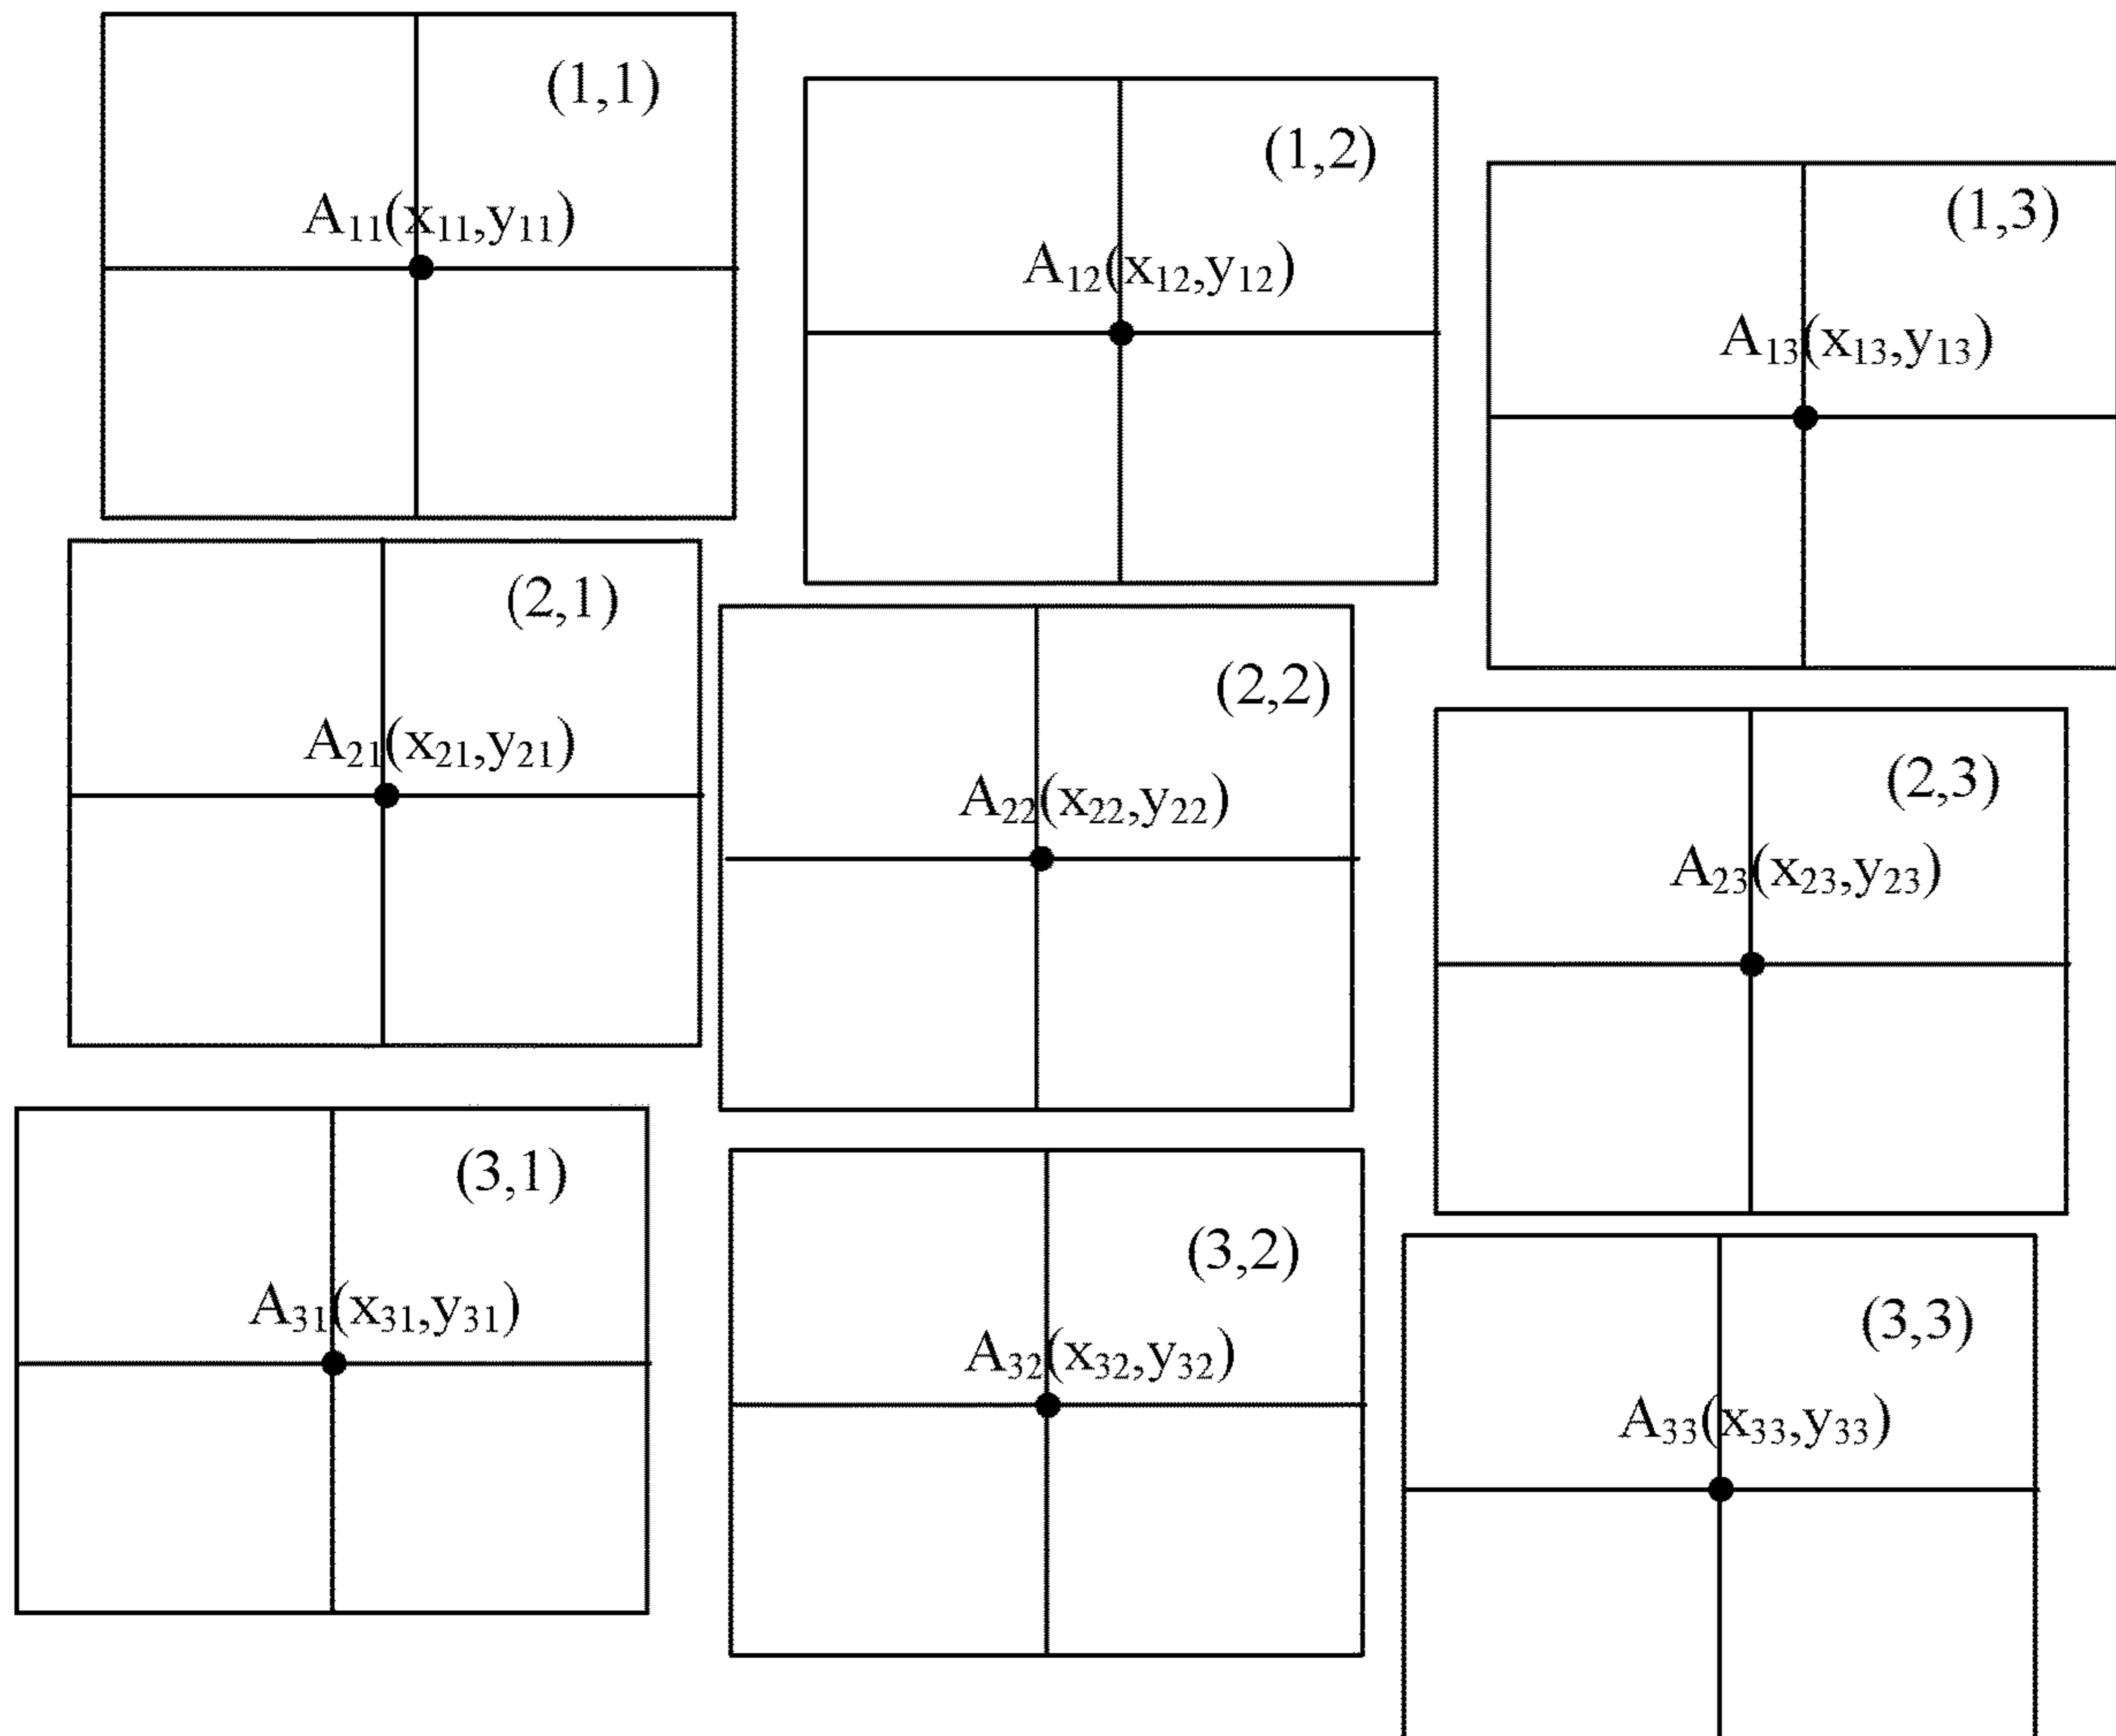 (1,1)
A₁₁(x₁₁,y₁₁)
(1,2)
A₁₂(x₁₂,y₁₂)
(1,3)
A₁₃(x₁₃,y₁₃)
(2,1)
A₂₁(x₂₁,y₂₁)
(2,2)
A₂₂(x₂₂,y₂₂)
(2,3)
A₂₃(x₂₃,y₂₃)
(3,1)
A₃₁(x₃₁,y₃₁)
(3,2)
A₃₂(x₃₂,y₃₂)
(3,3)
A₃₃(x₃₃,y₃₃)